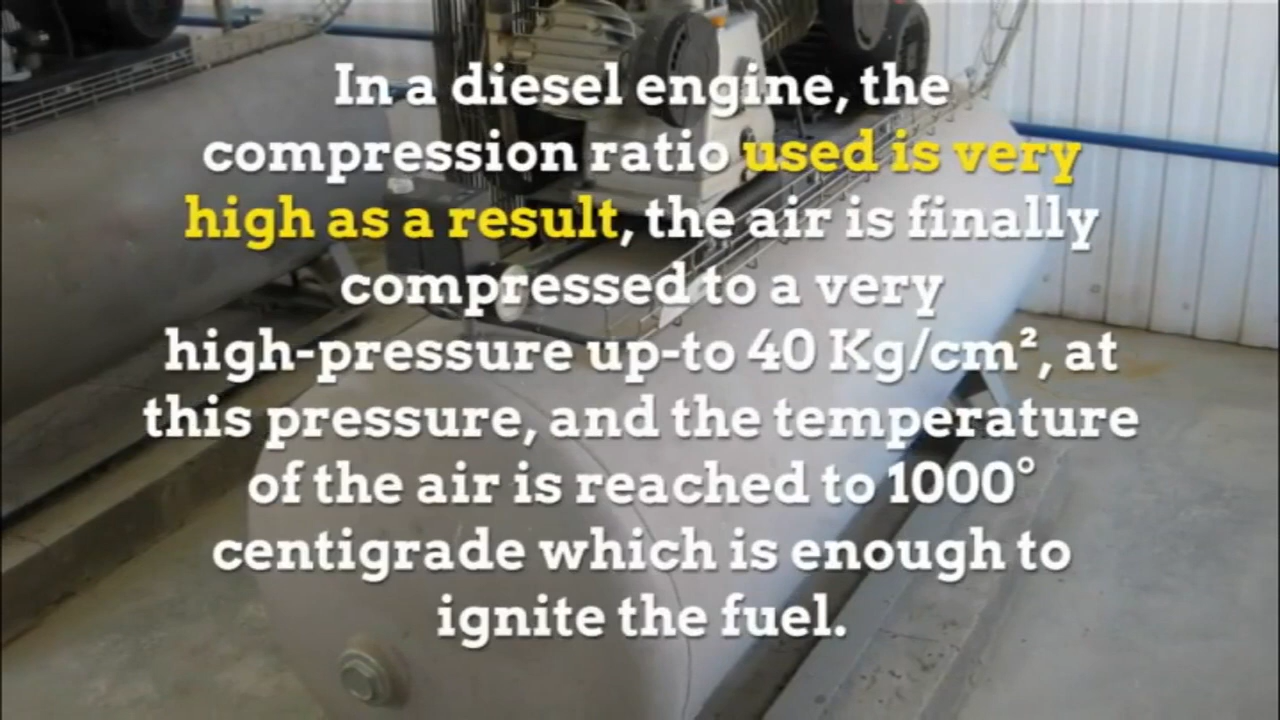 In a diesel engine, the
compression ratio used is very
high as a result, the air is finally
compressed to a very
high-pressure up-to 40 Kg/cm², at
this pressure, and the temperature
of the air is reached to 1000°
centigrade which is enough to
ignite the fuel.